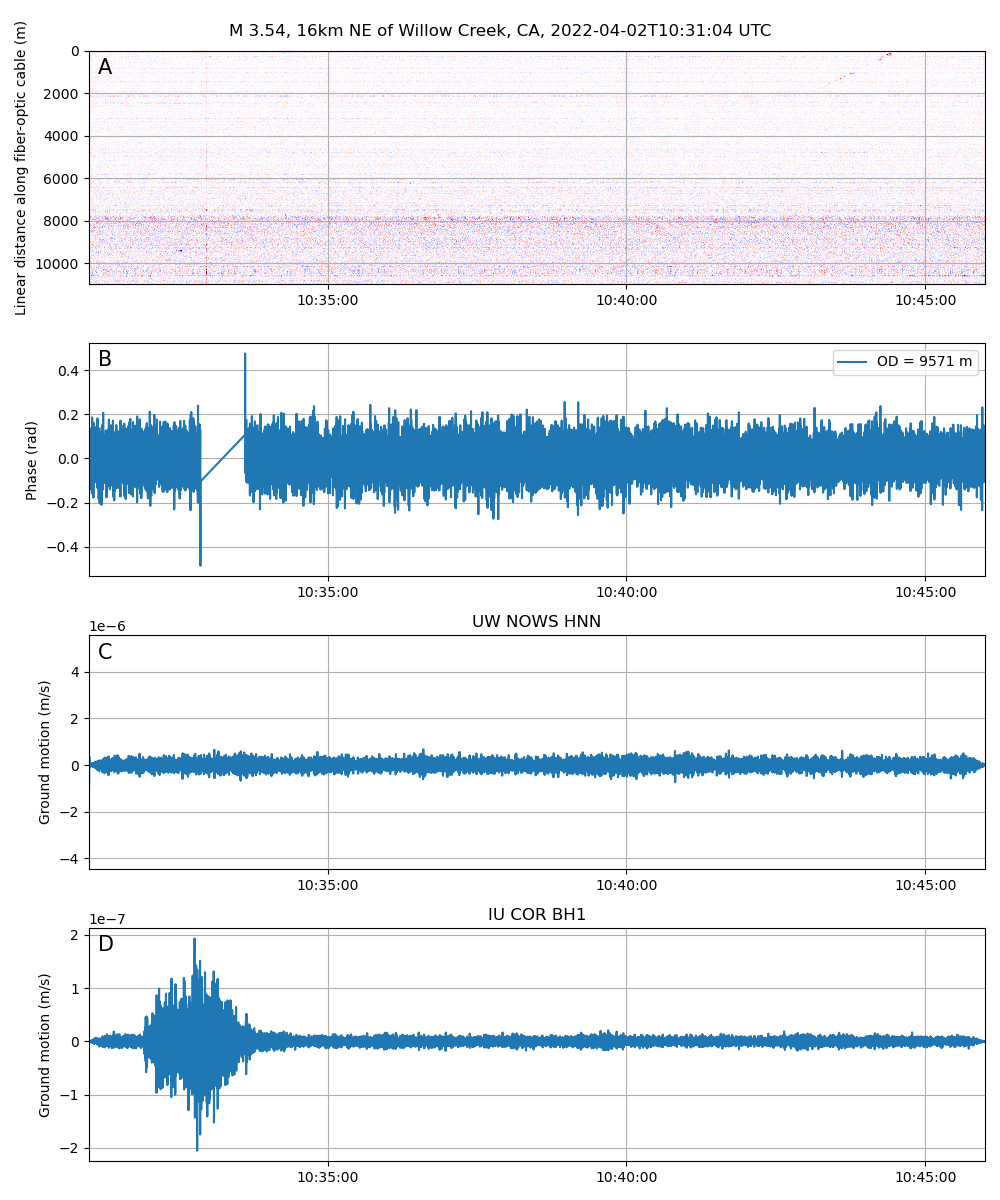 M 3.54, 16km NE of Willow Creek, CA, 2022-04-02T10:31:04 UTC
A
Linear distance along fiber-optic cable (m)
0
2000
4000
6000
8000
10000
10:35:00
10:40:00
10:45:00
B
OD = 9571 m
Phase (rad)
0.4
0.2
0.0
−0.2
−0.4
10:35:00
10:40:00
10:45:00
UW NOWS HNN
1e−6
C
Ground motion (m/s)
4
2
0
−2
−4
10:35:00
10:40:00
10:45:00
IU COR BH1
1e−7
D
Ground motion (m/s)
2
1
0
−1
−2
10:35:00
10:40:00
10:45:00